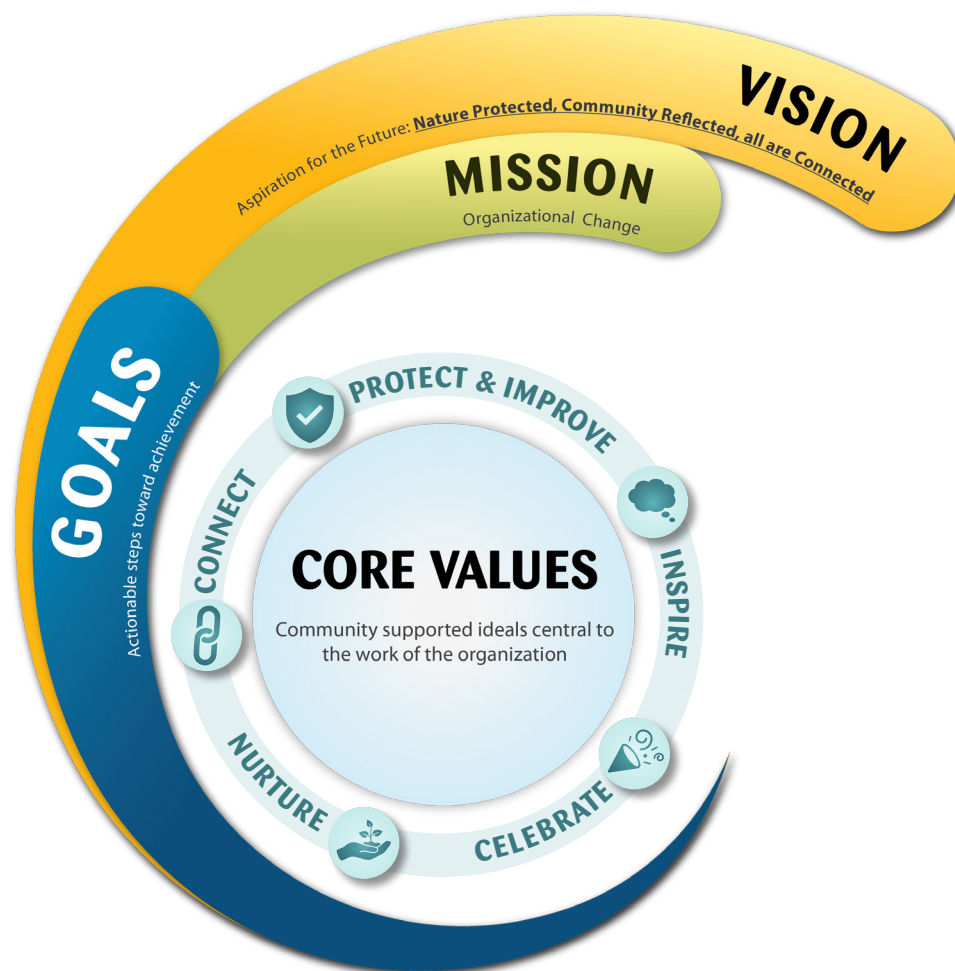 VISION
Aspiration for the Future: Nature Protected, Community Reflected, all are Connected
MISSION
Organizational Change
GOALS
Actionable steps toward achievement
PROTECT & IMPROVE
INSPIRE
CELEBRATE
NURTURE
CONNECT
CORE VALUES
Community supported ideals central to
the work of the organization